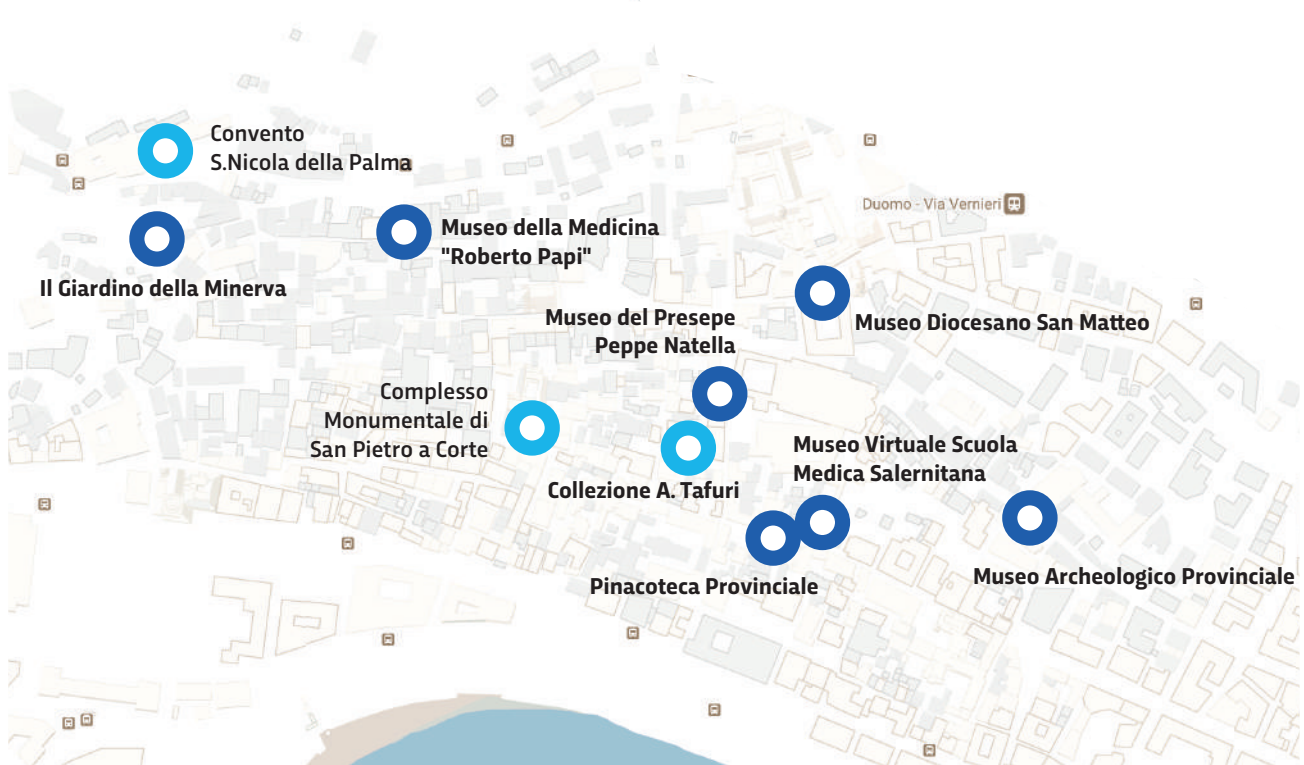 Convento
S.Nicola della Palma
Duomo - Via Vernieri
Museo della Medicina
"Roberto Papi"
Il Giardino della Minerva
Museo del Presepe
Peppe Natella
Museo Diocesano San Matteo
Complesso
Monumentale di
San Pietro a Corte
Museo Virtuale Scuola
Medica Salernitana
Collezione A. Tafuri
Pinacoteca Provinciale
Museo Archeologico Provinciale